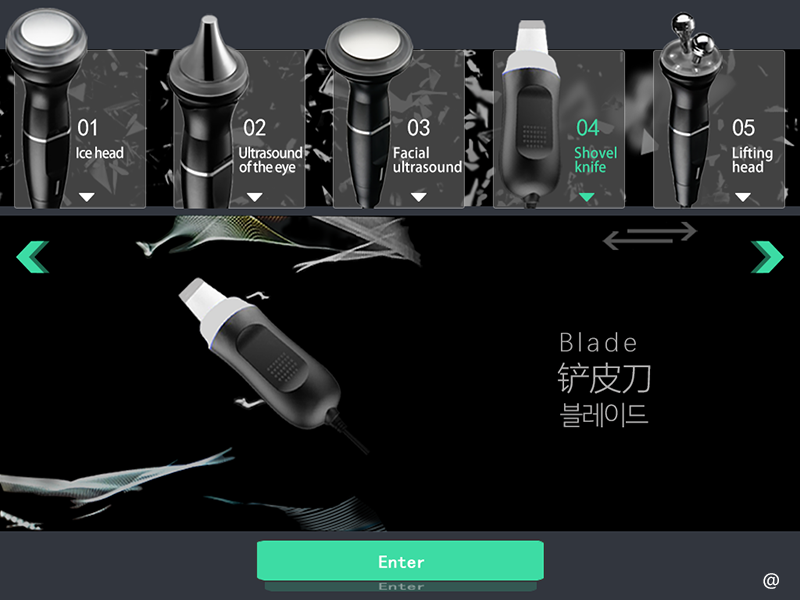 01
Ice head
02
Ultrasound
of the eye
03
Facial
ultrasound
04
Shovel
knife
05
Lifting
head
Blade
铲皮刀
블레이드
Enter
Enter
@